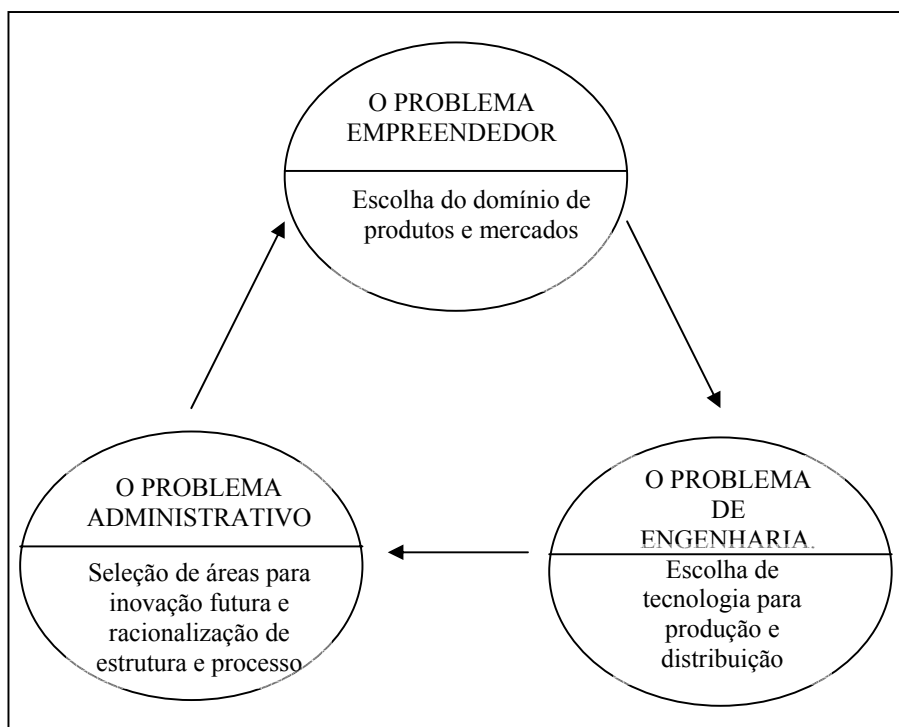 O PROBLEMA
EMPREENDEDOR
Escolha do domínio de
produtos e mercados
O PROBLEMA
ADMINISTRATIVO
Seleção de áreas para
inovação futura e
racionalização de
estrutura e processo
O PROBLEMA
DE
ENGENHARIA.
Escolha de
tecnologia para
produção e
distribuição